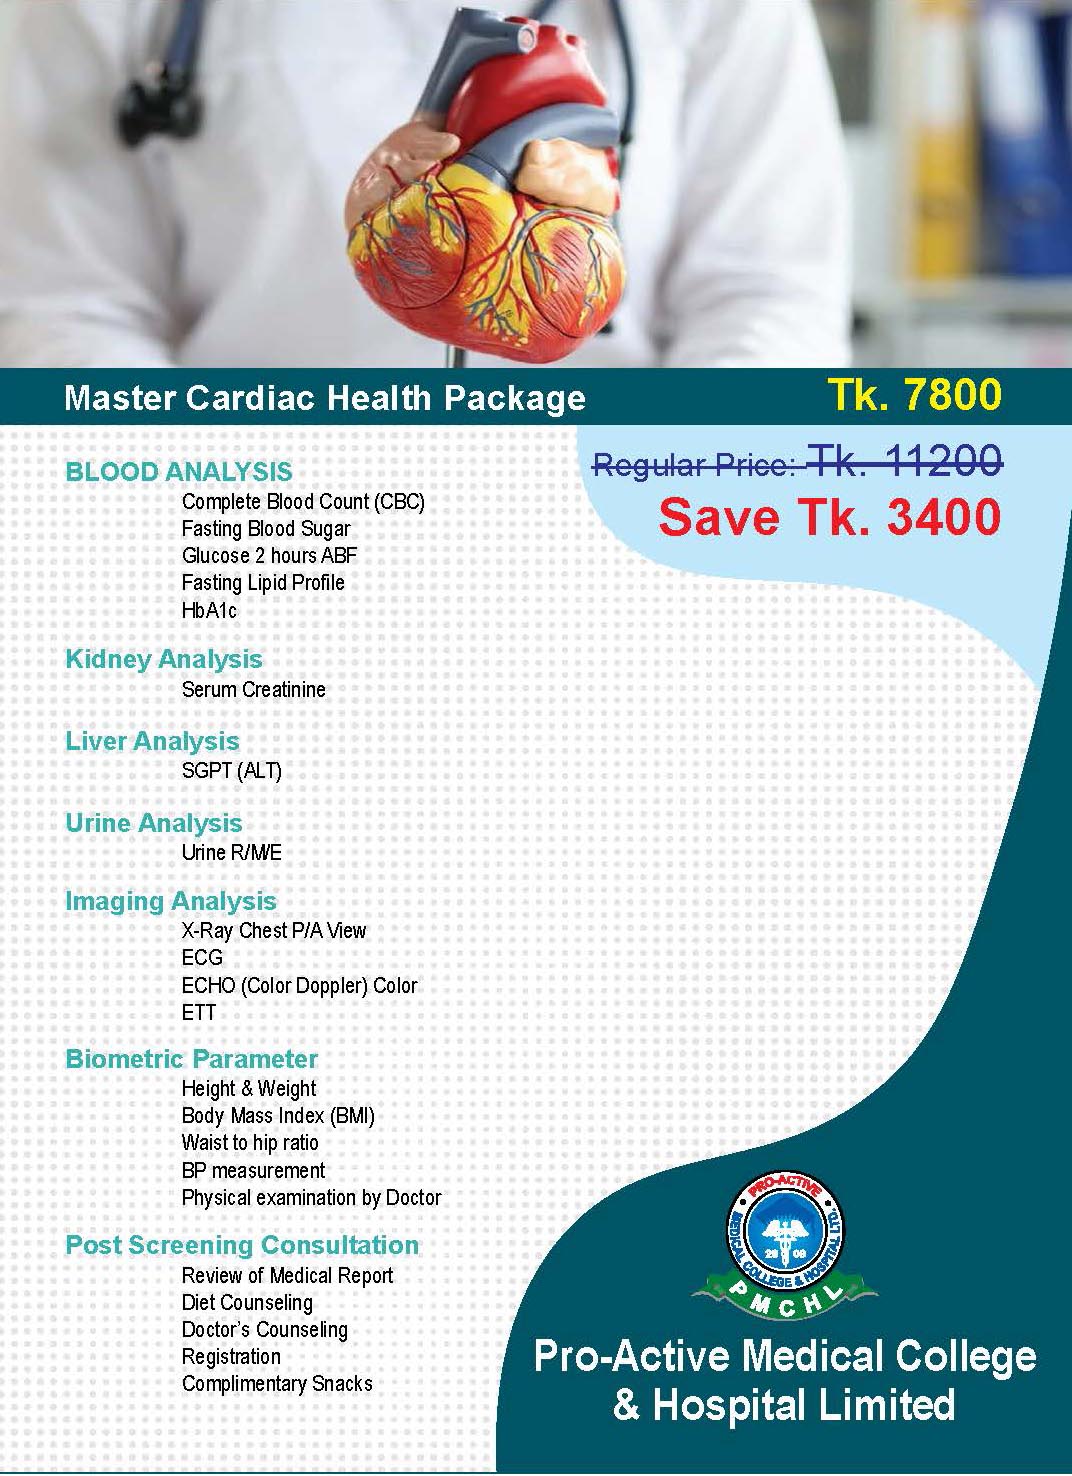 Master Cardiac Health Package
Tk. 7800
Regular Price: Tk. 11200
Save Tk. 3400
BLOOD ANALYSIS
Complete Blood Count (CBC)
Fasting Blood Sugar
Glucose 2 hours ABF
Fasting Lipid Profile
HbA1c
Kidney Analysis
Serum Creatinine
Liver Analysis
SGPT (ALT)
Urine Analysis
Urine R/M/E
Imaging Analysis
X-Ray Chest P/A View
ECG
ECHO (Color Doppler) Color
ETT
Biometric Parameter
Height & Weight
Body Mass Index (BMI)
Waist to hip ratio
BP measurement
Physical examination by Doctor
Post Screening Consultation
Review of Medical Report
Diet Counseling
Doctor's Counseling
Registration
Complimentary Snacks
PRO-ACTIVE
MEDICAL COLLEGE & HOSPITAL LTD.
PMCHL
Pro-Active Medical College
& Hospital Limited